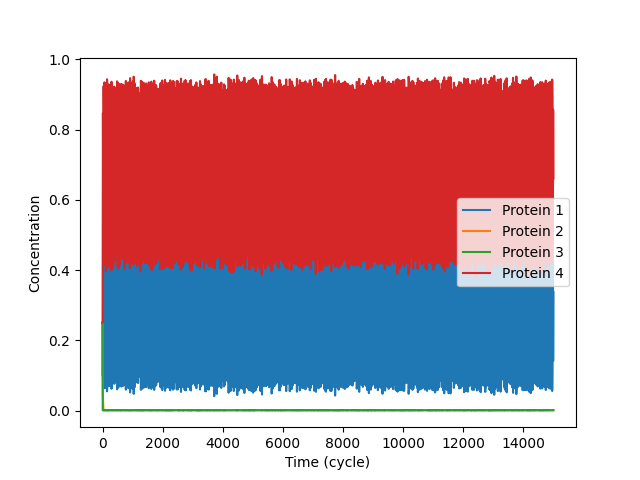 Concentration
1.0
0.8
0.6
0.4
0.2
0.0
Protein 1
Protein 2
Protein 3
Protein 4
0 2000 4000 6000 8000 10000 12000 14000
Time (cycle)